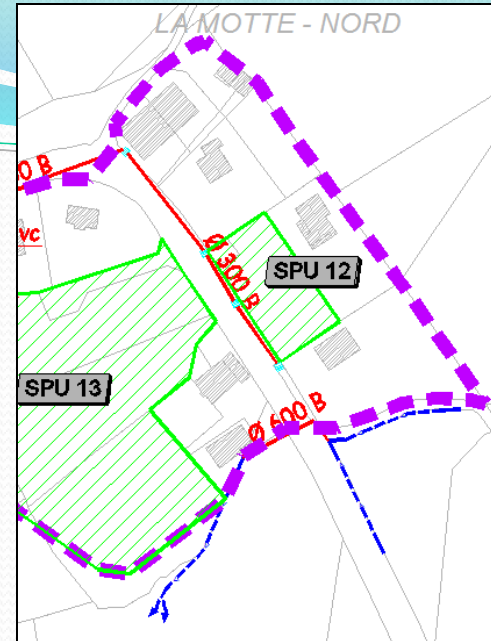 LA MOTTE - NORD
0 B
VC
Ø 300 B
SPU 12
SPU 13
Ø 600 B